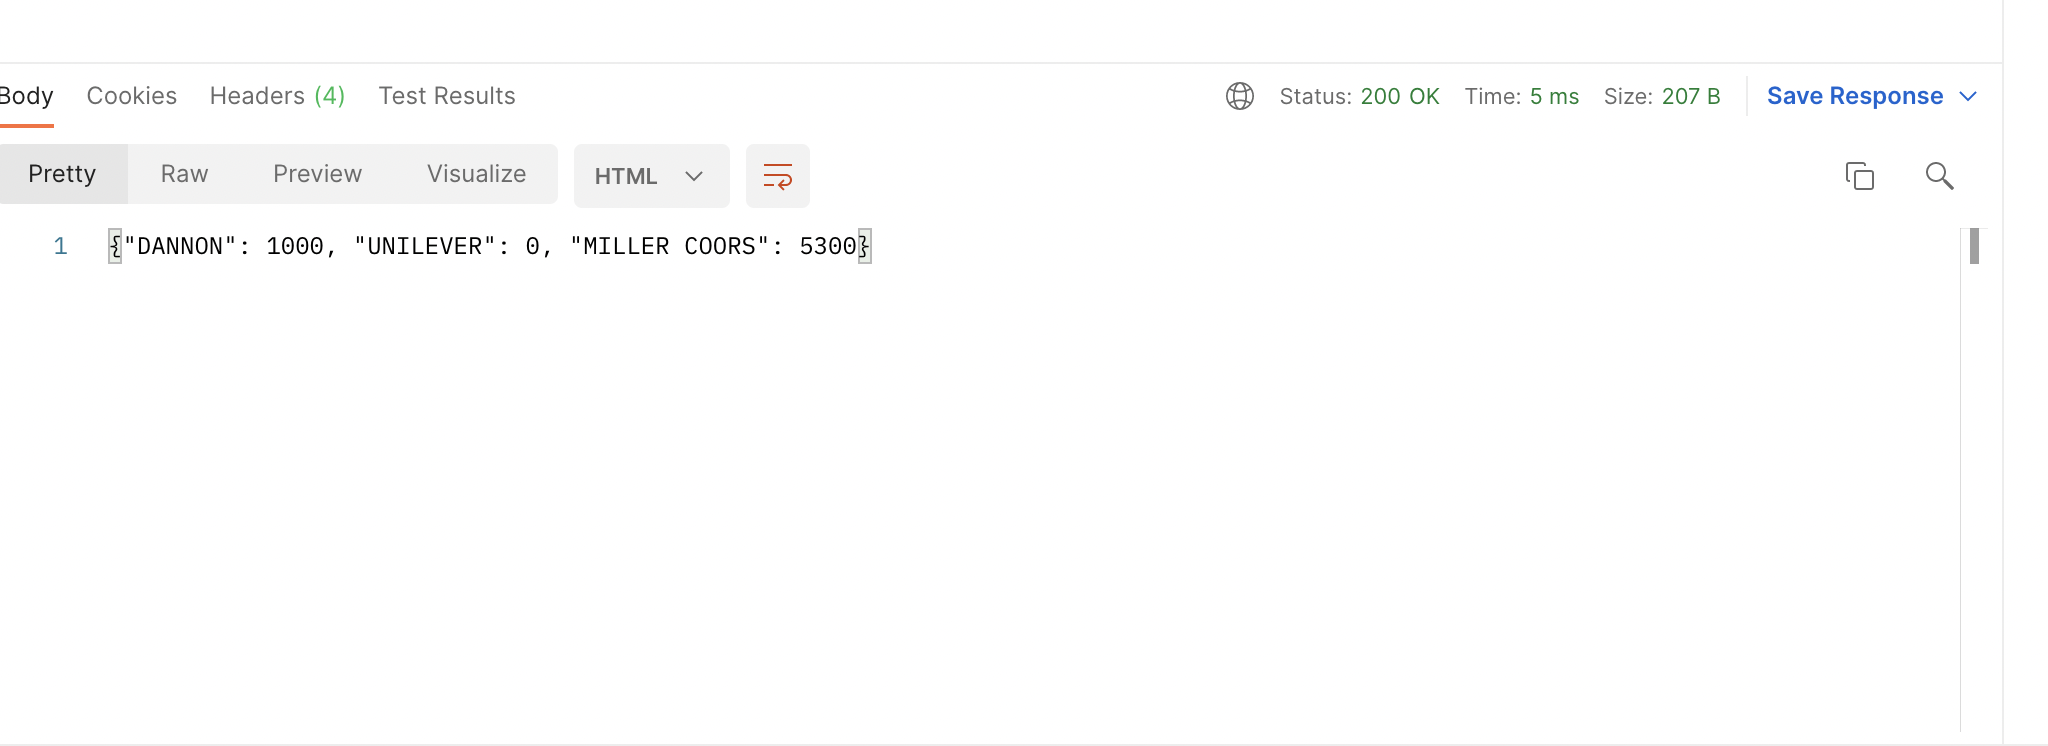 Body Cookies Headers (4) Test Results Status: 200 OK Time: 5 ms Size: 207 B Save Response
Pretty Raw Preview Visualize HTML
1 {"DANNON": 1000, "UNILEVER": 0, "MILLER COORS": 5300}